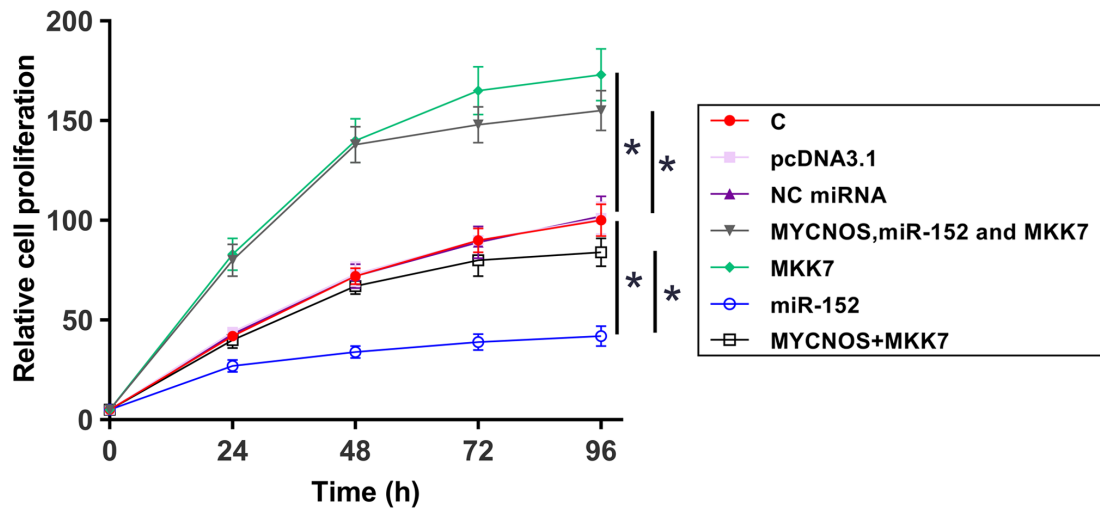 Relative cell proliferation
200
150
100
50
0
0 24 48 72 96
Time (h)
* *
* *
C
pcDNA3.1
NC miRNA
MYCNOS,miR-152 and MKK7
MKK7
miR-152
MYCNOS+MKK7